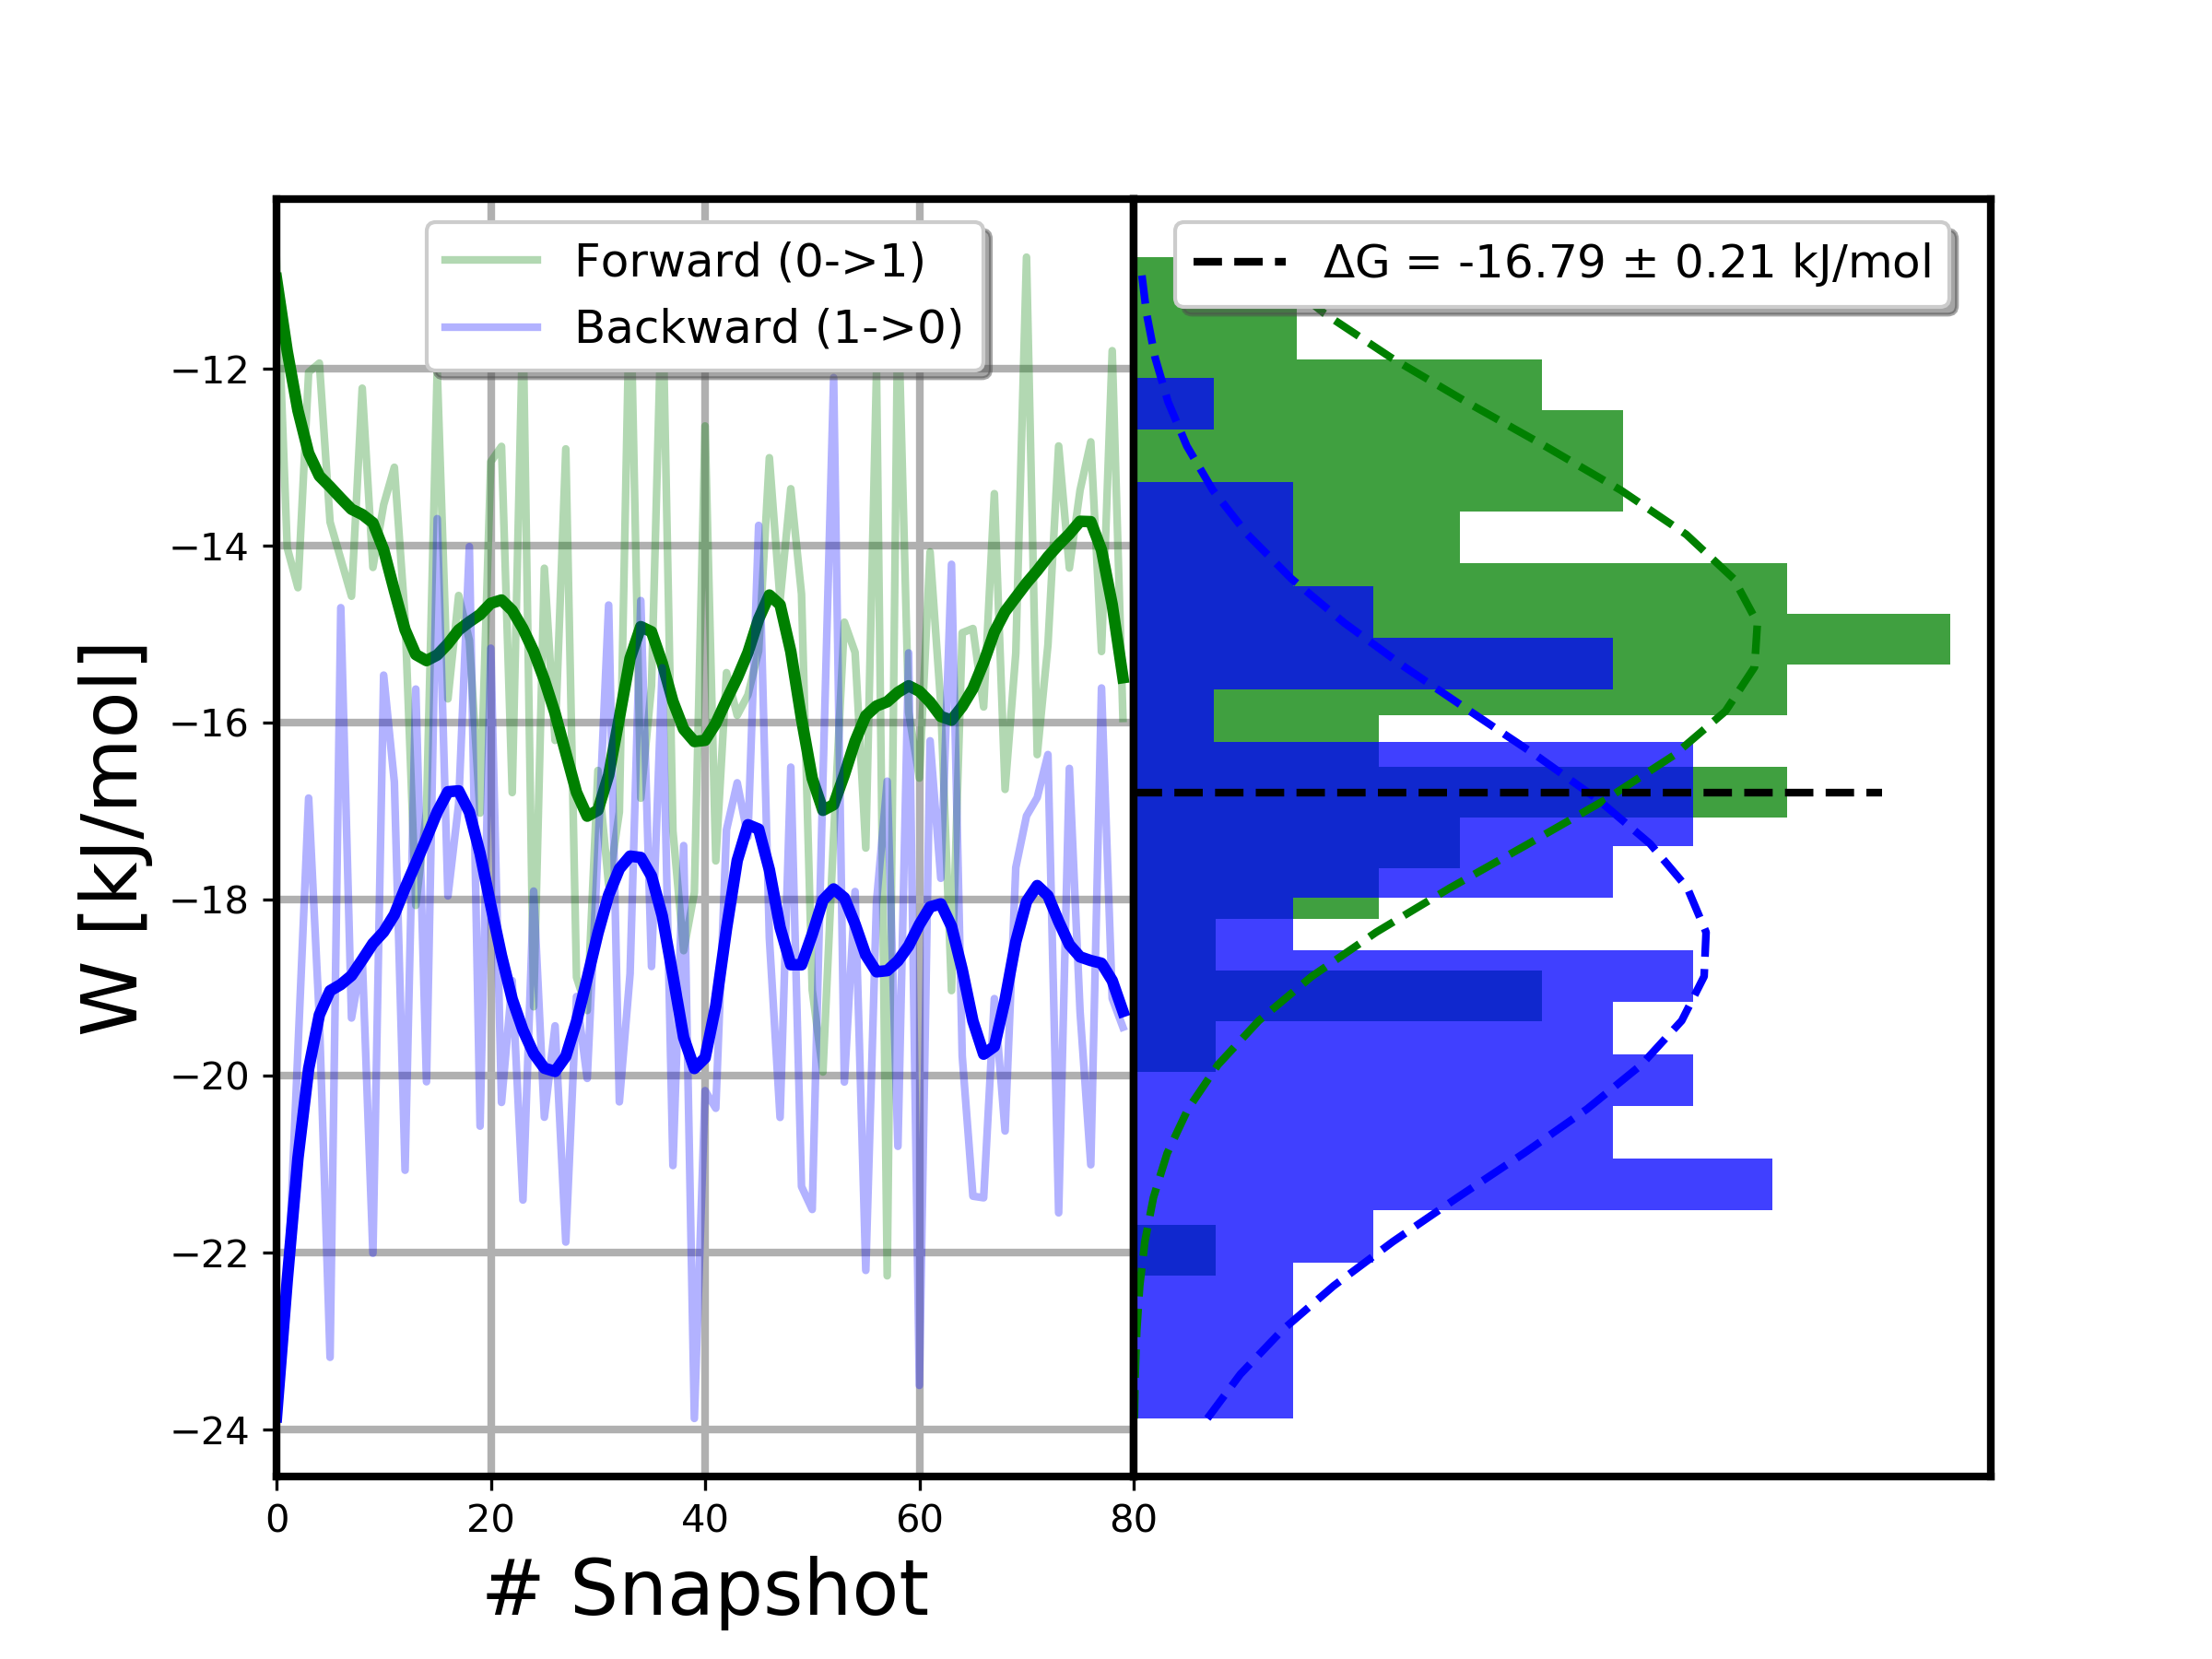 Forward (0->1)
Backward (1->0)
ΔG = -16.79 ± 0.21 kJ/mol
W [kJ/mol]
−12
−14
−16
−18
−20
−22
−24
0 20 40 60 80
# Snapshot